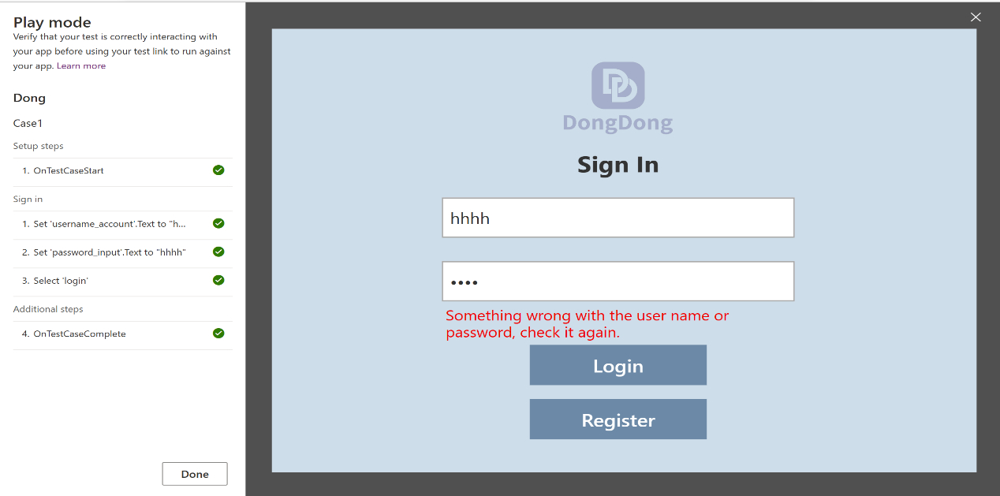 Play mode
Verify that your test is correctly interacting with
your app before using your test link to run against
your app. Learn more
Dong
Case1
Setup steps
1. OnTestCaseStart
Sign in
1. Set 'username_account'.Text to "h...
2. Set 'password_input'.Text to "hhhh"
3. Select 'login'
Additional steps
4. OnTestCaseComplete
Done
DD
DongDong
Sign In
hhhh
••••
Something wrong with the user name or
password, check it again.
Login
Register